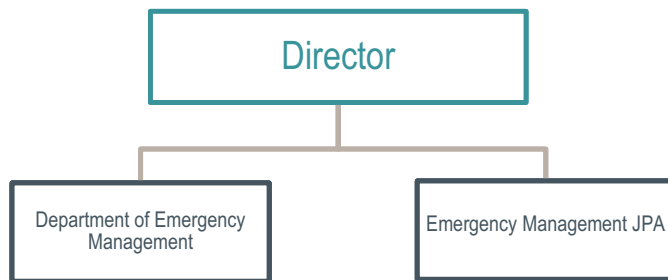 Director
Department of Emergency
Management
Emergency Management JPA